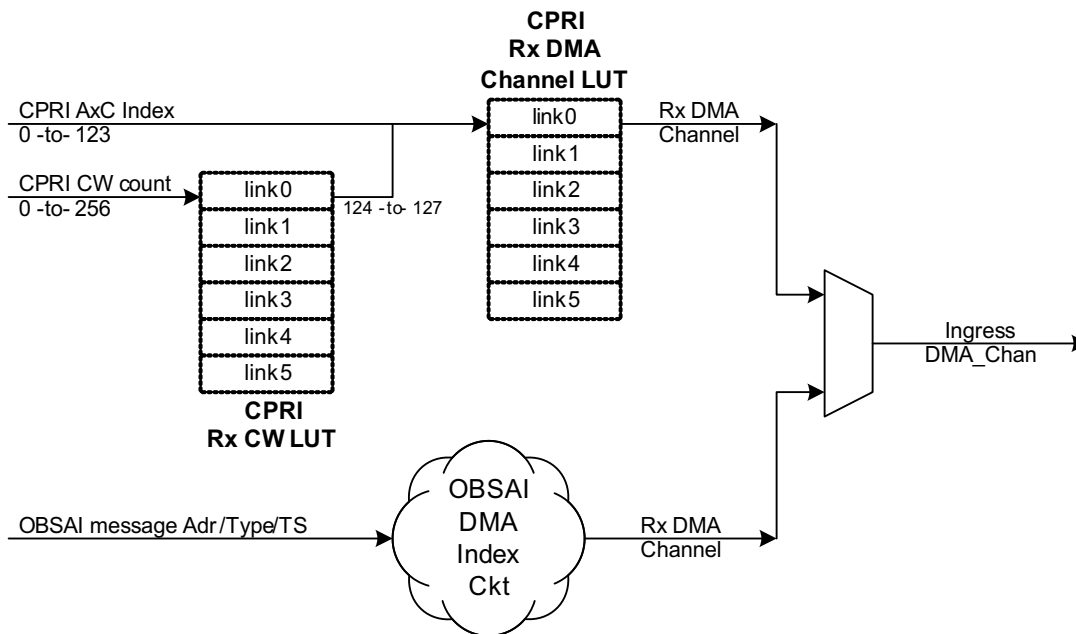 CPRI
Rx DMA
Channel LUT
CPRI AxC Index
0 -to- 123
link0
link1
link2
link3
link4
link5
Rx DMA
Channel
CPRI CW count
0 -to- 256
link0
link1
link2
link3
link4
link5
124 -to- 127
CPRI
Rx CW LUT
Ingress
DMA_Chan
OBSAI message Adr/Type/TS
OBSAI
DMA
Index
Ckt
Rx DMA
Channel